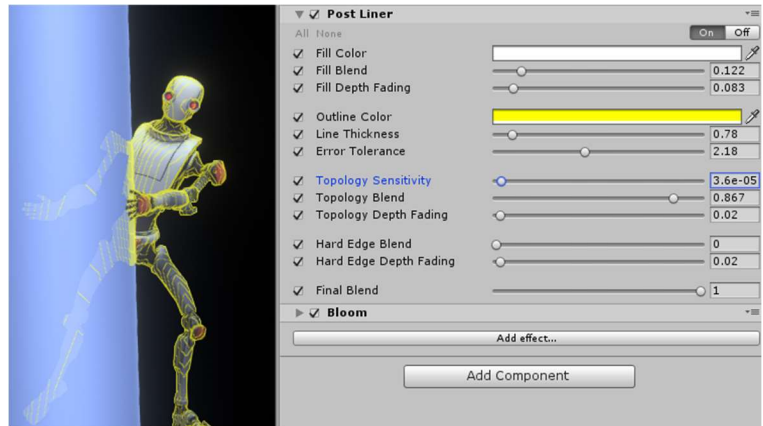 Post Liner
All None On Off
Fill Color
Fill Blend 0.122
Fill Depth Fading 0.083
Outline Color
Line Thickness 0.78
Error Tolerance 2.18
Topology Sensitivity 3.6e-05
Topology Blend 0.867
Topology Depth Fading 0.02
Hard Edge Blend 0
Hard Edge Depth Fading 0.02
Final Blend 1
Bloom
Add effect...
Add Component